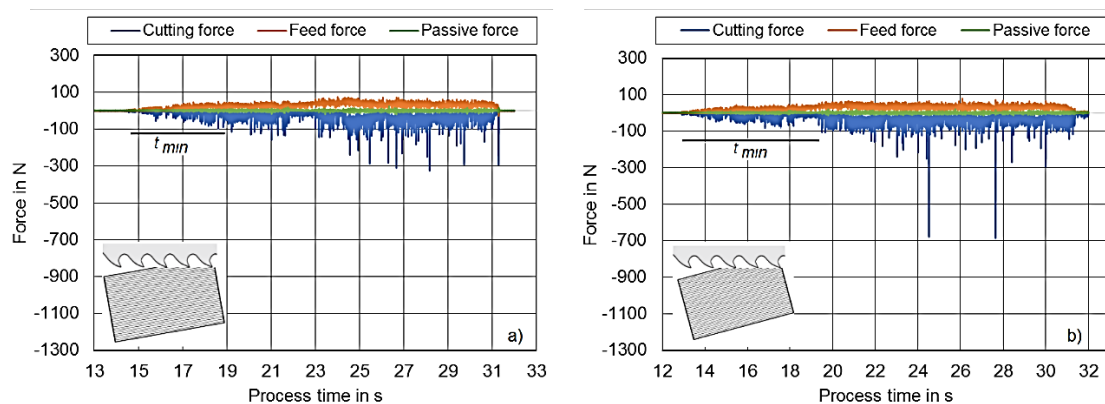 Cutting force Feed force Passive force
300
100
-100
-300
-500
-700
-900
-1100
-1300
Force in N
t min
a)
13 15 17 19 21 23 25 27 29 31 33
Process time in s
Cutting force Feed force Passive force
300
100
-100
-300
-500
-700
-900
-1100
-1300
Force in N
t min
b)
12 14 16 18 20 22 24 26 28 30 32
Process time in s